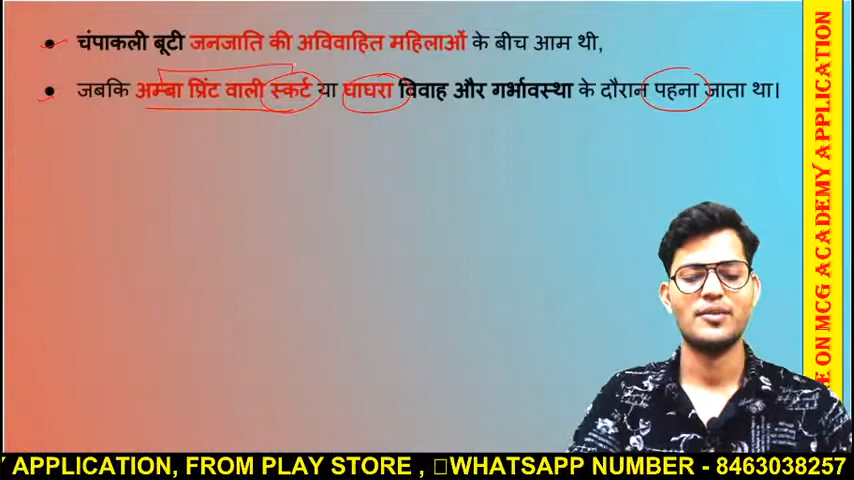 चंपाकली बूटी जनजाति की अविवाहित महिलाओं के बीच आम थी,
जबकि अम्बा प्रिंट वाली स्कर्ट या घाघरा विवाह और गर्भावस्था के दौरान पहना जाता था।
E ON MCG ACADEMY APPLICATION
APPLICATION, FROM PLAY STORE , WHATSAPP NUMBER - 8463038257